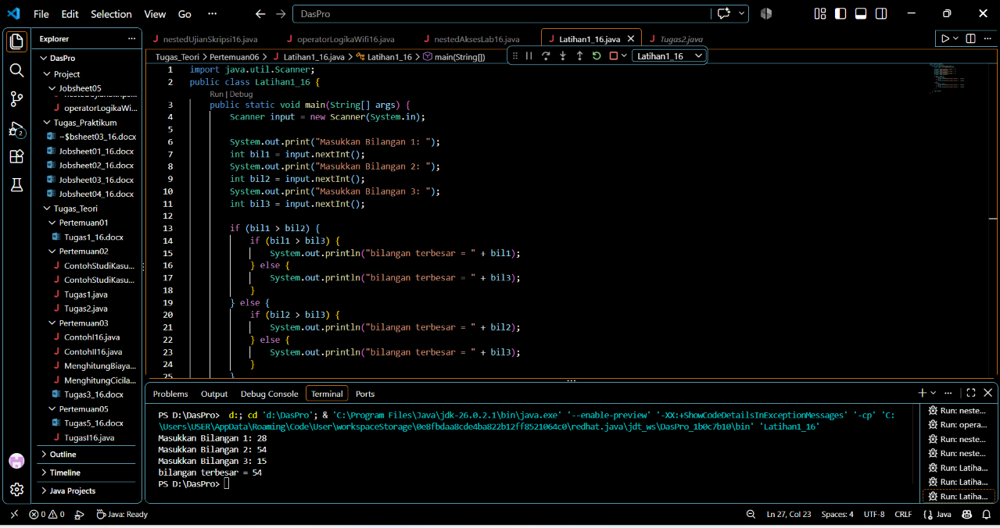 File Edit Selection View Go ··· DasPro
Explorer ···
DasPro
Project
Jobsheet05
operatorLogikaWi...
Tugas_Praktikum
~$bsheet03_16.docx
Jobsheet01_16.docx
Jobsheet02_16.docx
Jobsheet03_16.docx
Jobsheet04_16.docx
Tugas_Teori
Pertemuan01
Tugas1_16.docx
Pertemuan02
ContohStudiKasu...
ContohStudiKasu...
Tugas1.java
Tugas2.java
Pertemuan03
ContohI16.java
ContohII16.java
MenghitungBiaya...
MenghitungCicila...
Tugas3_16.docx
Pertemuan05
Tugas5_16.docx
TugasI16.java
Outline
Timeline
Java Projects
2
nestedUjianSkripsi16.java operatorLogikaWifi16.java nestedAksesLab16.java Latihan1_16.java Tugas2.java
Tugas_Teori > Pertemuan06 > Latihan1_16.java > Latihan1_16 > main(String[])
Latihan1_16
1 import java.util.Scanner;
2 public class Latihan1_16 {
Run | Debug
3 public static void main(String[] args) {
4 Scanner input = new Scanner(System.in);
5
6 System.out.print("Masukkan Bilangan 1: ");
7 int bil1 = input.nextInt();
8 System.out.print("Masukkan Bilangan 2: ");
9 int bil2 = input.nextInt();
10 System.out.print("Masukkan Bilangan 3: ");
11 int bil3 = input.nextInt();
12
13 if (bil1 > bil2) {
14 if (bil1 > bil3) {
15 System.out.println("bilangan terbesar = " + bil1);
16 } else {
17 System.out.println("bilangan terbesar = " + bil3);
18 }
19 } else {
20 if (bil2 > bil3) {
21 System.out.println("bilangan terbesar = " + bil2);
22 } else {
23 System.out.println("bilangan terbesar = " + bil3);
24 }
25 }
Problems Output Debug Console Terminal Ports
PS D:\DasPro> d:; cd 'd:\DasPro'; & 'C:\Program Files\Java\jdk-26.0.2.1\bin\java.exe' '--enable-preview' '-XX:+ShowCodeDetailsInExceptionMessages' '-cp' 'C:
\Users\USER\AppData\Roaming\Code\User\workspaceStorage\0e8fbdaa8cde4ba822b12ff8521064c0\redhat.java\jdt_ws\DasPro_1b0c7b10\bin' 'Latihan1_16'
Masukkan Bilangan 1: 28
Masukkan Bilangan 2: 54
Masukkan Bilangan 3: 15
bilangan terbesar = 54
PS D:\DasPro>
Run: neste...
Run: opera...
Run: neste...
Run: neste...
Run: Latiha...
Run: Latiha...
Run: Latiha...
0 0 Java: Ready Ln 27, Col 23 Spaces: 4 UTF-8 CRLF Java